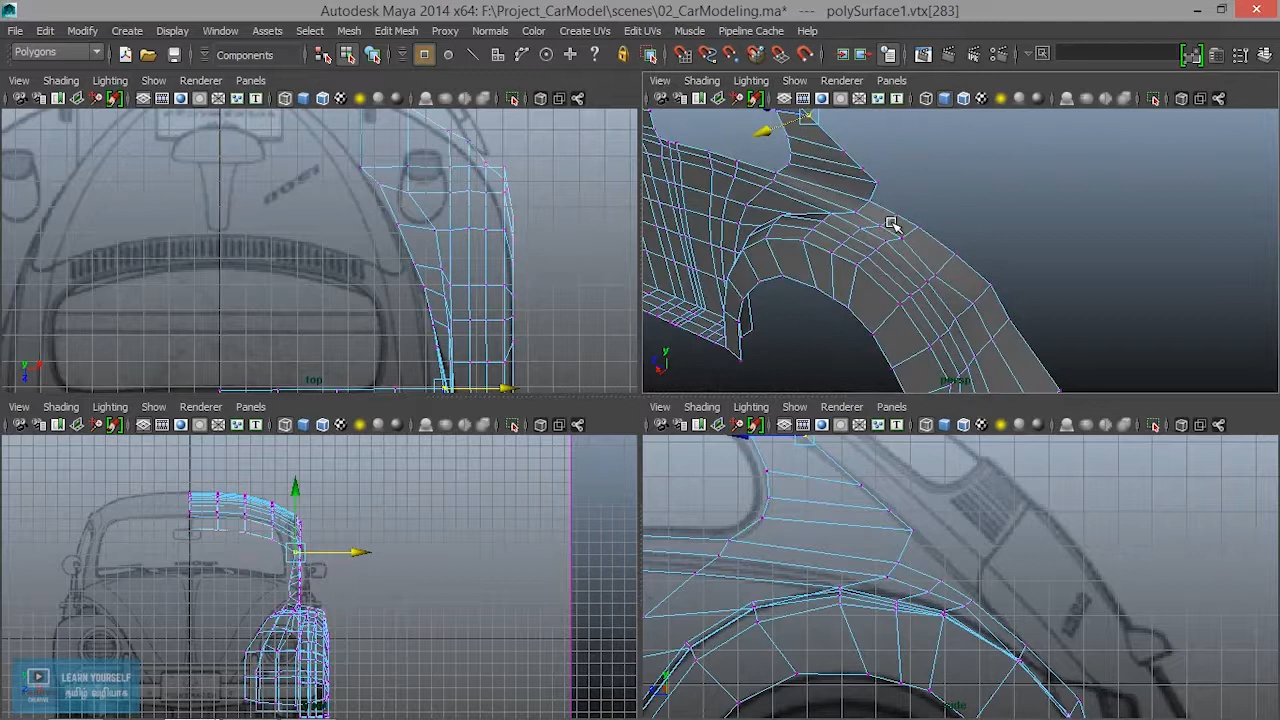 Autodesk Maya 2014 x64: F:\Project_CarModel\scenes\02_CarModeling.ma* --- polySurface1.vtx[283]
File Edit Modify Create Display Window Assets Select Mesh Edit Mesh Proxy Normals Color Create UVs Edit UVs Muscle Pipeline Cache Help
Polygons Components
View Shading Lighting Show Renderer Panels
View Shading Lighting Show Renderer Panels
top
persp
View Shading Lighting Show Renderer Panels
View Shading Lighting Show Renderer Panels
LEARN YOURSELF
தமிழ் வழியாக